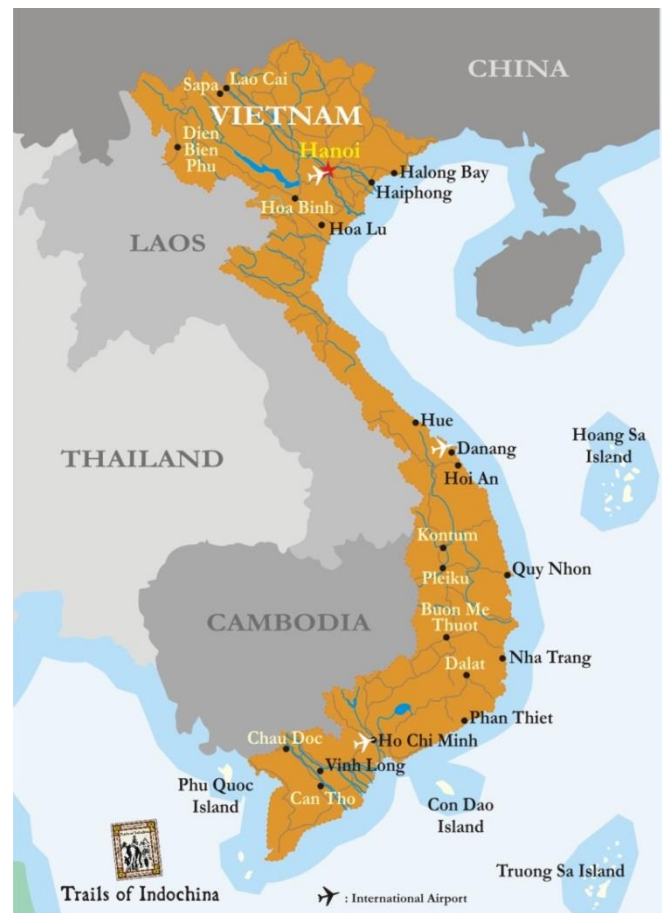 CHINA
Sapa
Lao Cai
VIETNAM
Dien
Bien
Phu
Hanoi
Halong Bay
Haiphong
Hoa Binh
Hoa Lu
LAOS
Hue
Danang
Hoi An
Hoang Sa
Island
THAILAND
Kontum
Pleiku
Quy Nhon
Buon Me
Thuot
CAMBODIA
Dalat
Nha Trang
Phan Thiet
Chau Doc
Ho Chi Minh
Vinh Long
Phu Quoc
Island
Can Tho
Con Dao
Island
Truong Sa Island
Trails of Indochina
: International Airport